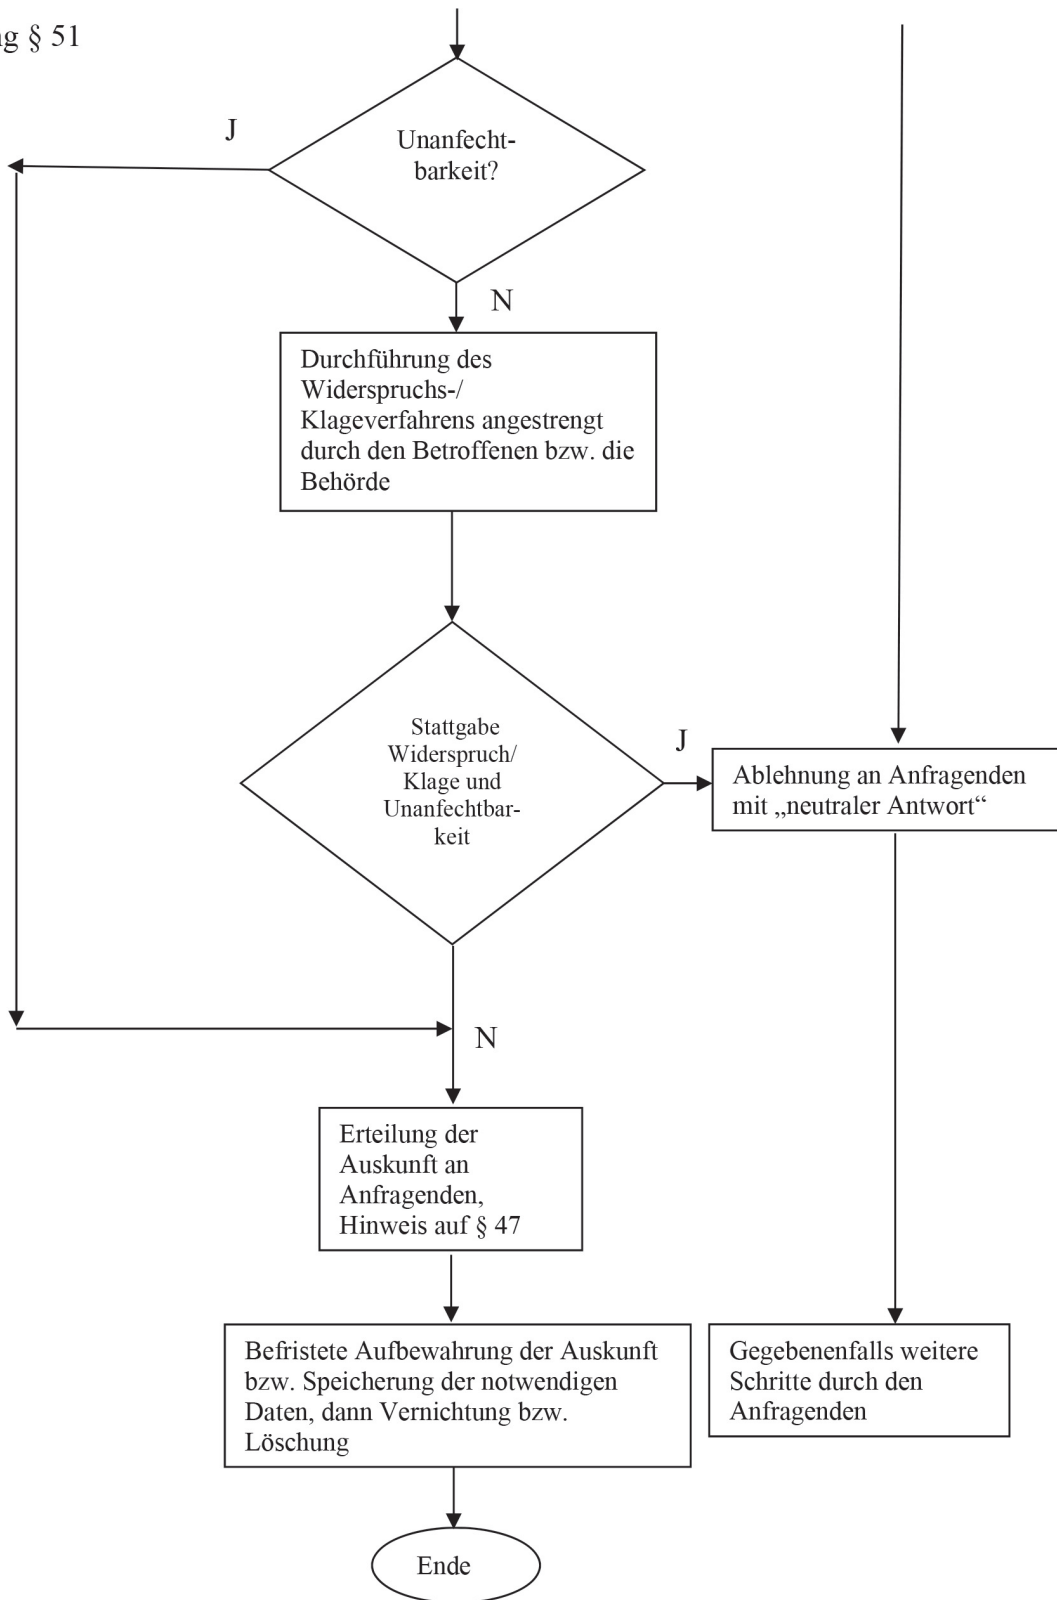 § 51
J
Unanfecht-
barkeit?
N
Durchführung des
Widerspruchs-/
Klageverfahrens angestrengt
durch den Betroffenen bzw. die
Behörde
Stattgabe
Widerspruch/
Klage und
Unanfechtbar-
keit
J
Ablehnung an Anfragenden
mit „neutraler Antwort“
N
Erteilung der
Auskunft an
Anfragenden,
Hinweis auf § 47
Befristete Aufbewahrung der Auskunft
bzw. Speicherung der notwendigen
Daten, dann Vernichtung bzw.
Löschung
Gegebenenfalls weitere
Schritte durch den
Anfragenden
Ende